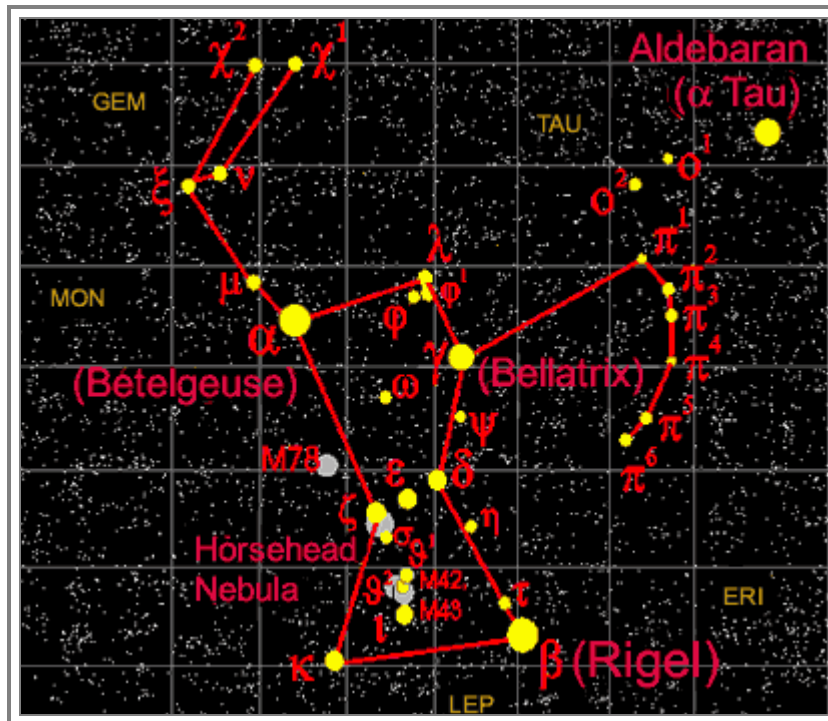 χ² χ¹
Aldebaran
(α Tau)
GEM
TAU
ξ ν
ο² ο¹
π¹
λ
π²
μ
MON
φ φ¹
π³
α
γ
π⁴
(Betelgeuse)
(Bellatrix)
ω
ψ
π⁵
π⁶
M78
ε δ
ζ
η
σ
Horsehead
Nebula
ϑ¹
ϑ² M42
M43
τ
ERI
ι
κ
β (Rigel)
LEP